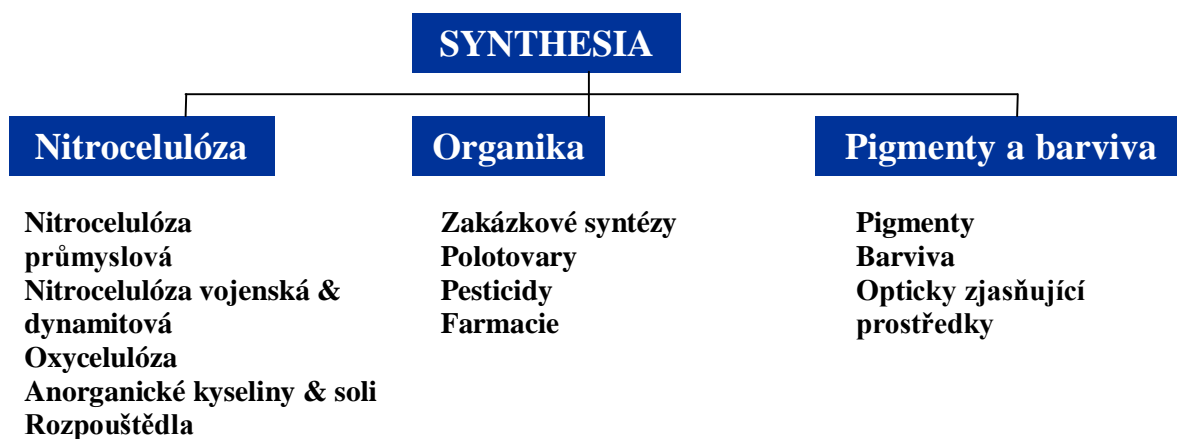 SYNTHESIA
Nitrocelulóza
Organika
Pigmenty a barviva
Nitrocelulóza
průmyslová
Nitrocelulóza vojenská &
dynamitová
Oxycelulóza
Anorganické kyseliny & soli
Rozpouštědla
Zakázkové syntézy
Polotovary
Pesticidy
Farmacie
Pigmenty
Barviva
Opticky zjasňující
prostředky